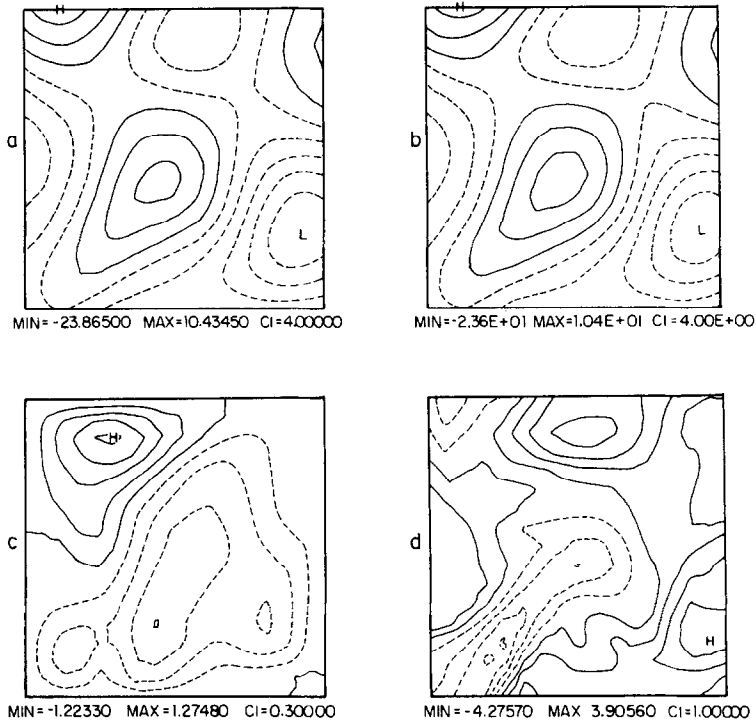 H
H
a
b
L
L
MIN=-23.86500 MAX=10.43450 CI=4.00000
MIN=-2.36E+01 MAX=1.04E+01 CI=4.00E+00
H
c
d
H
MIN=-1.22330 MAX 1.27480 CI=0.30000
MIN=-4.27570 MAX 3.90560 CI=1.00000